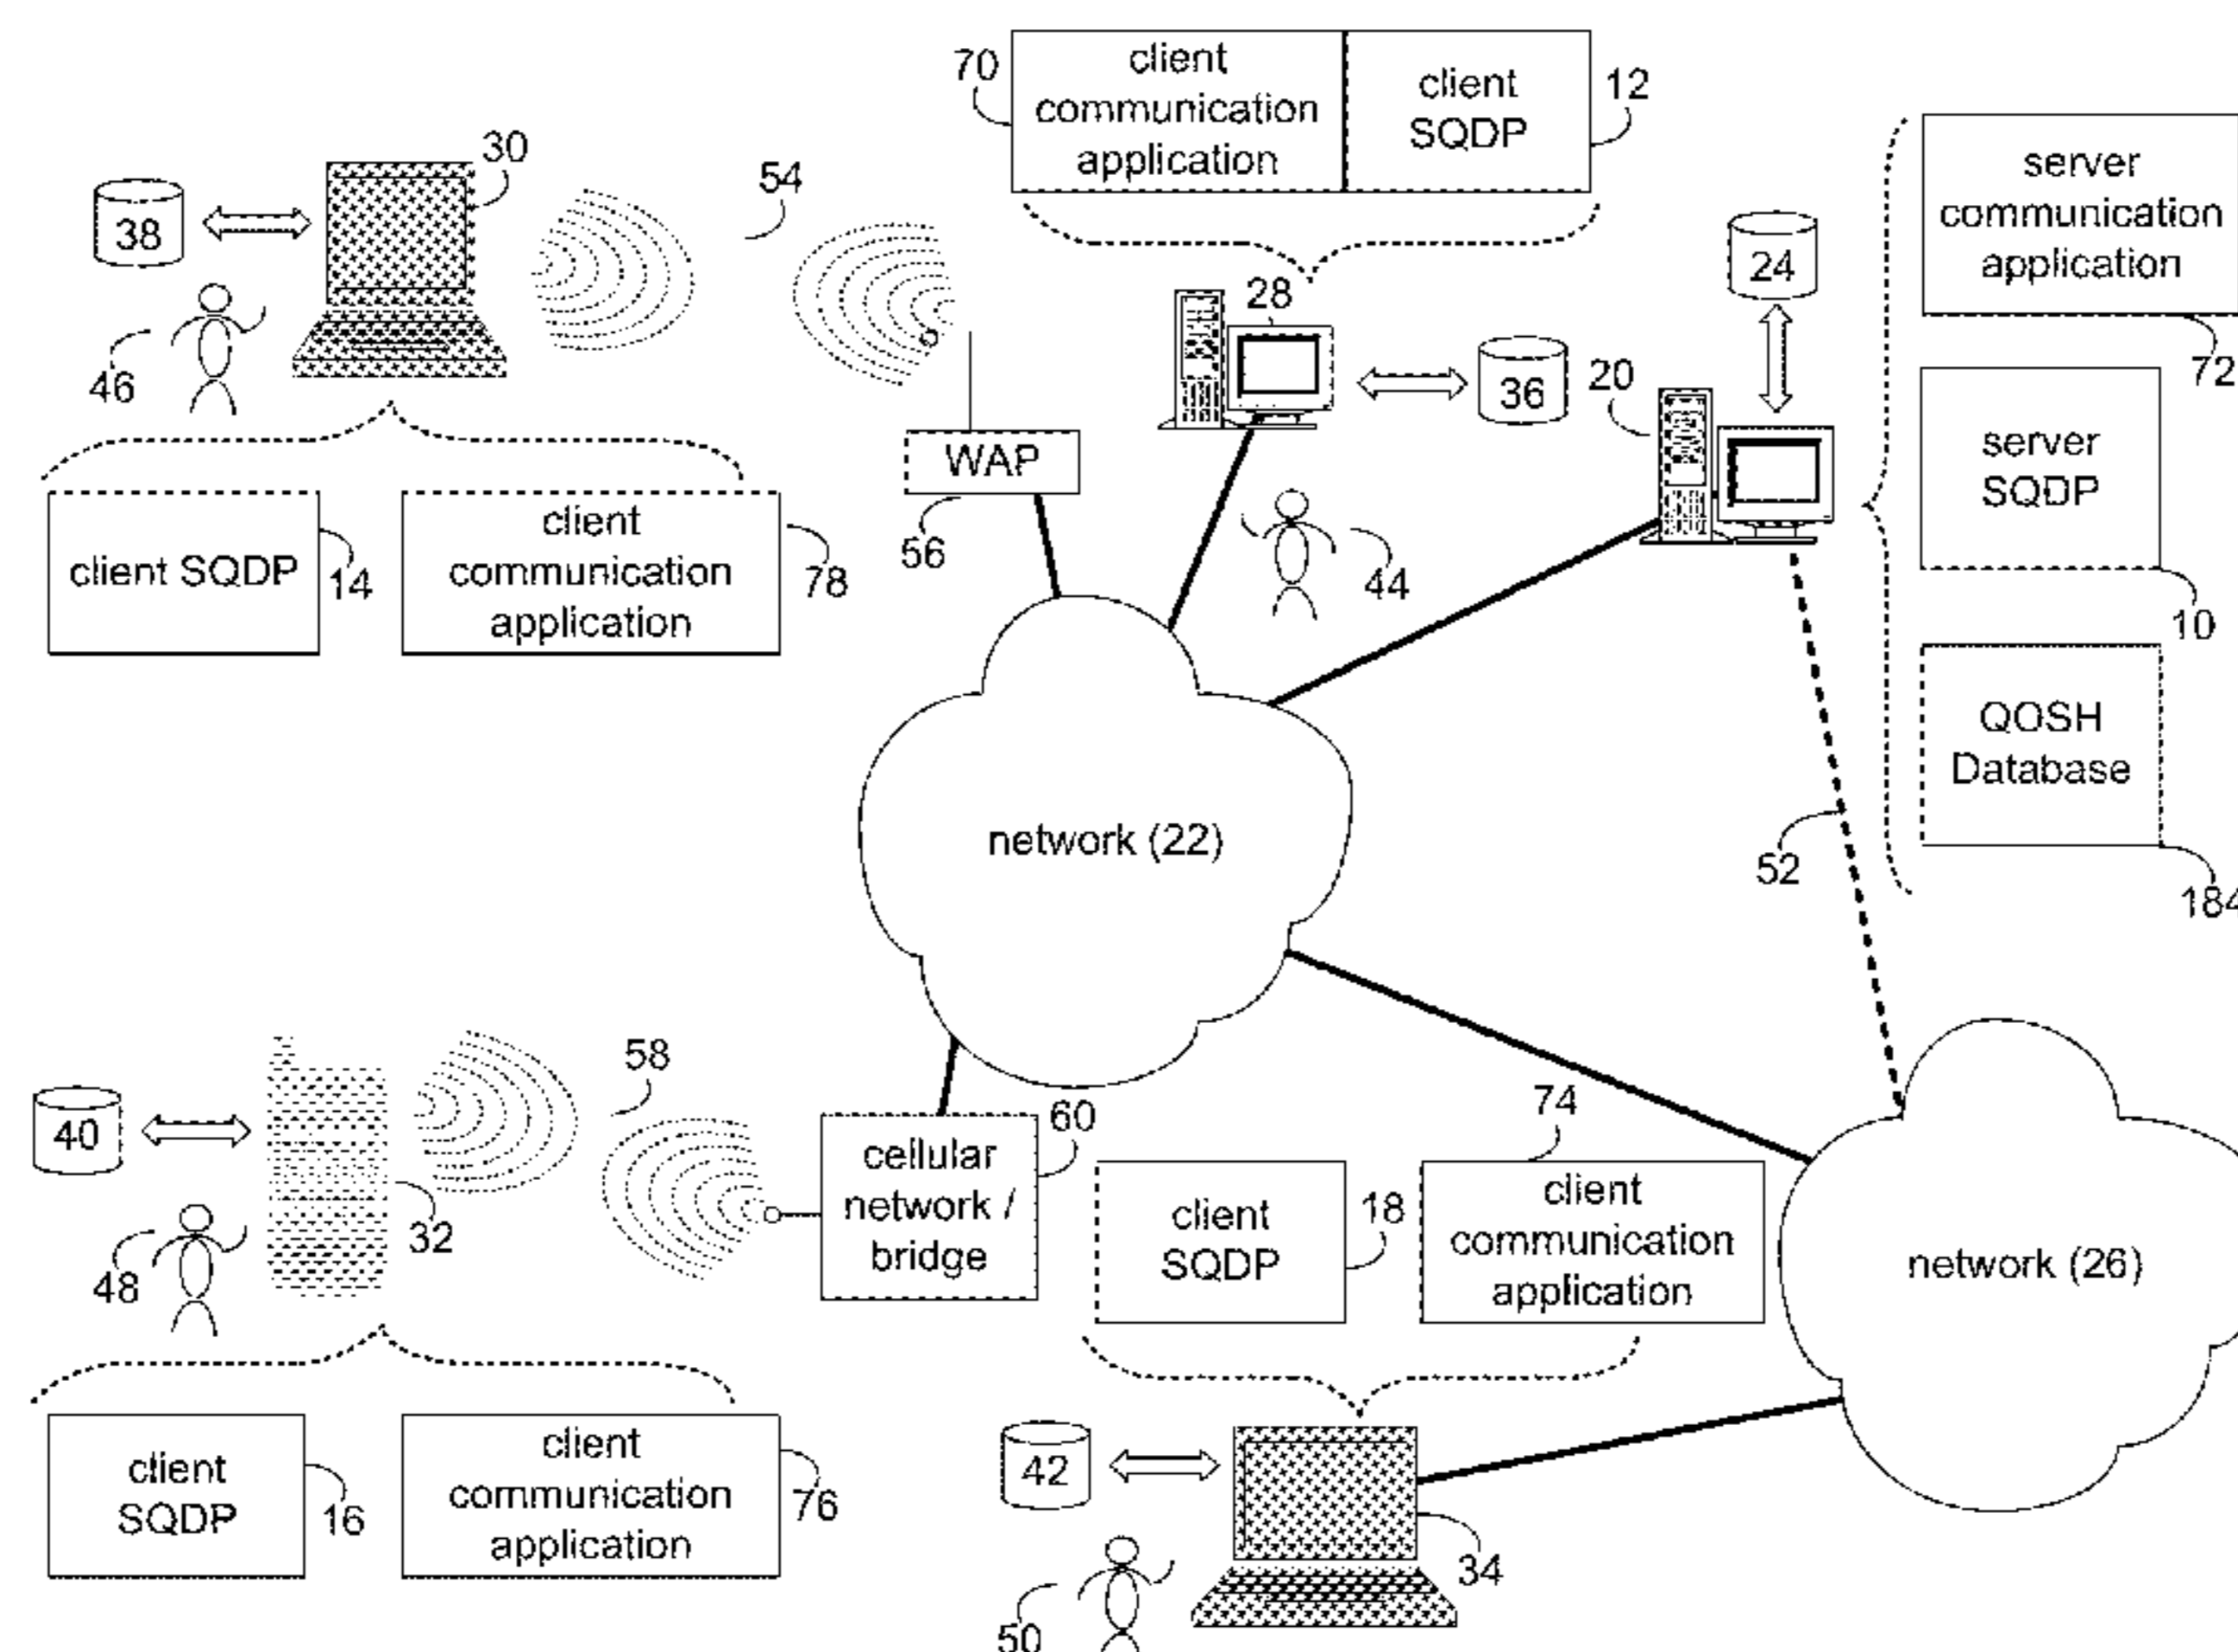 70
client
communication
application
client
SQDP
12
30
54
38
46
client SQDP
14
client
communication
application
78
WAP
56
28
36
44
24
20
server
communication
application
72
server
SQDP
10
QOSH
Database
184
52
network (22)
58
40
32
48
cellular
network /
bridge
60
client
SQDP
18
74
client
communication
application
network (26)
client
SQDP
16
client
communication
application
76
42
34
50